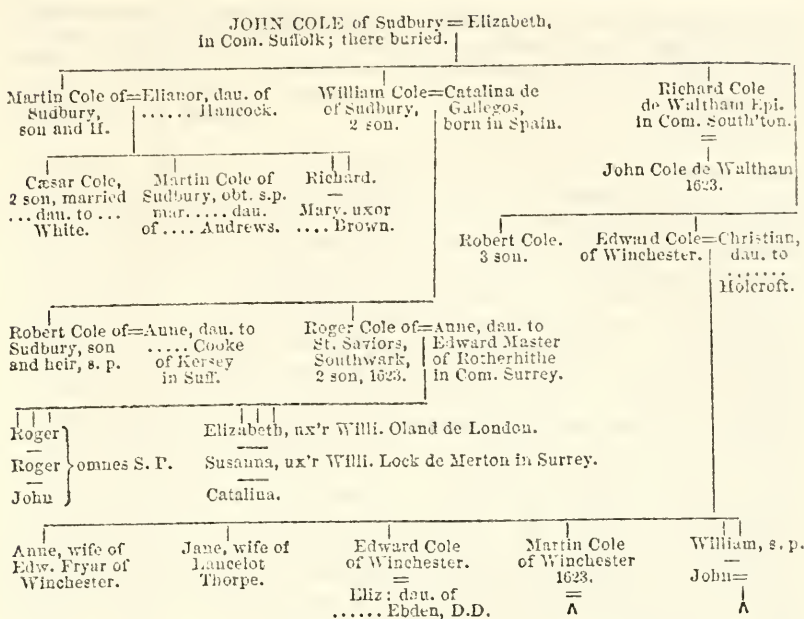 JOHN COLE of Sudbury=Elizabeth,
in Com. Suffolk; there buried.
Martin Cole of=Elianor, dau. of
Sudbury, ...... Hancock.
son and H.
William Cole=Catalina de
of Sudbury, Gallegos,
2 son. born in Spain.
Richard Cole
de Waltham Epi.
in Com. South'ton.
=
John Cole de Waltham
1623.
Cæsar Cole,
2 son, married
... dau. to ...
White.
Martin Cole of
Sudbury, obt. s.p.
mar. .... dau.
of .... Andrews.
Richard.
—
Mary, uxor
.... Brown.
Robert Cole.
3 son.
Edward Cole=Christian,
of Winchester. dau. to
.......
Holcroft.
Robert Cole of=Anne, dau. to
Sudbury, son ..... Cooke
and heir, s. p. of Kersey
in Suff.
Roger Cole of=Anne, dau. to
St. Saviors, Edward Master
Southwark, of Rotherhithe
2 son, 1623. in Com. Surrey.
Roger
—
Roger } omnes S. P.
—
John
Elizabeth, ux'r Willi. Oland de London.
Susanna, ux'r Willi. Lock de Merton in Surrey.
Catalina.
Anne, wife of
Edw. Fryar of
Winchester.
Jane, wife of
Lancelot
Thorpe.
Edward Cole
of Winchester.
=
Eliz: dau. of
...... Ebden, D.D.
Martin Cole
of Winchester
1623.
=
Λ
William, s. p.
—
John=
Λ